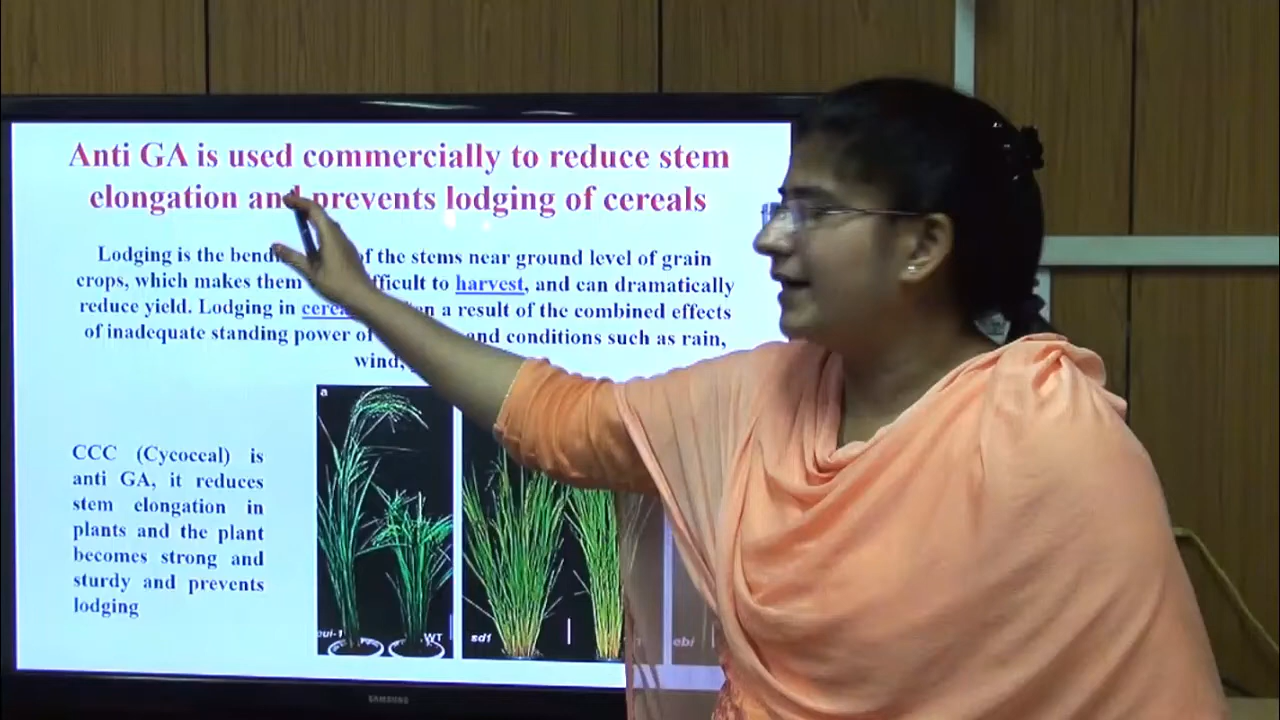 Anti GA is used commercially to reduce stem
elongation and prevents lodging of cereals
Lodging is the of the stems near ground level of grain
crops, which makes them to harvest, and can dramatically
reduce yield. Lodging in a result of the combined effects
of inadequate standing power of and conditions such as rain,
wind,
CCC (Cycoceal) is
anti GA, it reduces
stem elongation in
plants and the plant
becomes strong and
sturdy and prevents
lodging
a
eui-1 WT
sd1
ebi
SAMSUNG